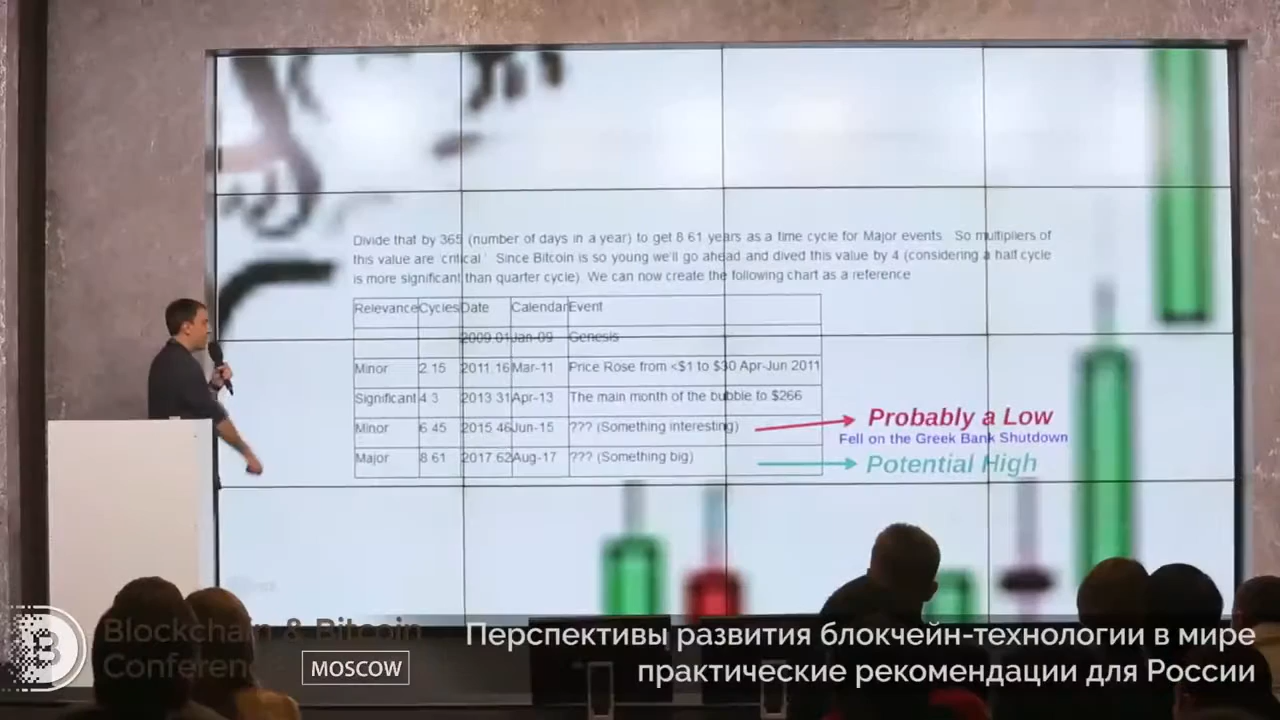 Divide that by 365 (number of days in a year) to get 8 61 years as a time cycle for Major events So multipliers of
this value are 'critical' Since Bitcoin is so young we'll go ahead and dived this value by 4 (considering a half cycle
is more significant than quarter cycle) We can now create the following chart as a reference
Relevance Cycles Date Calendar Event
2009 01 Jan-09 Genesis
Minor 2 15 2011 16 Mar-11 Price Rose from <$1 to $30 Apr-Jun 2011
Significant 4 3 2013 31 Apr-13 The main month of the bubble to $266
Minor 6 45 2015 46 Jun-15 ??? (Something interesting)
Probably a Low
Fell on the Greek Bank Shutdown
Major 8 61 2017 62 Aug-17 ??? (Something big)
Potential High
B
Blockchain & Bitcoin
Conference
MOSCOW
Перспективы развития блокчейн-технологии в мире
практические рекомендации для России